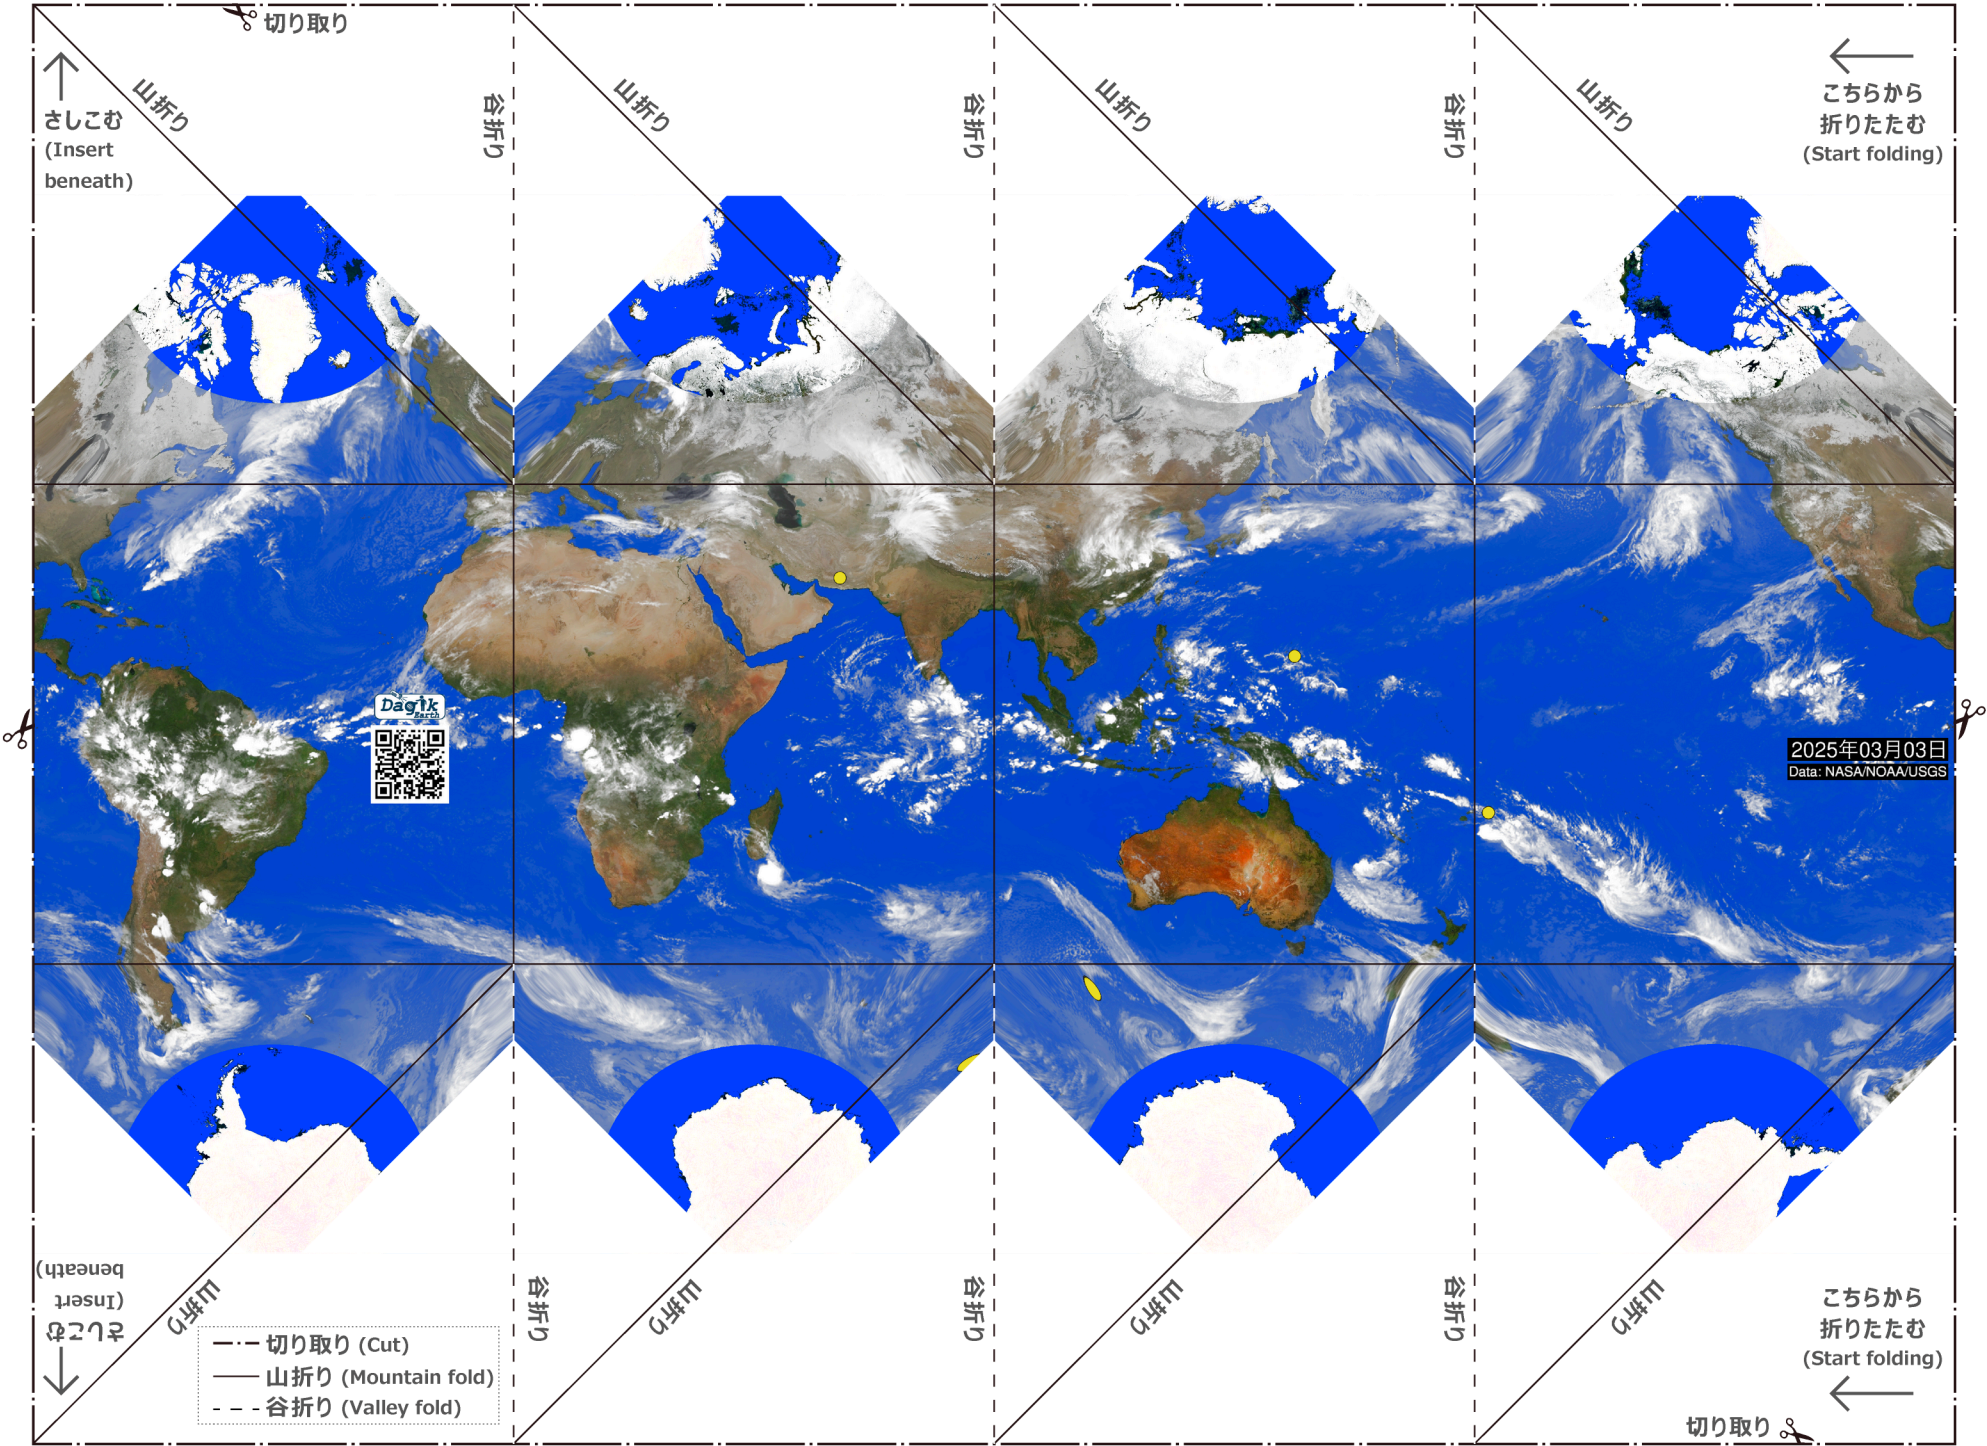 切り取り
さしこむ
(Insert
beneath)
山折り
谷折り
山折り
谷折り
山折り
谷折り
山折り
こちらから
折りたたむ
(Start folding)
Dagik
Earth
2025年03月03日
Data: NASA/NOAA/USGS
さしこむ
(Insert
beneath)
山折り
谷折り
山折り
谷折り
山折り
谷折り
山折り
こちらから
折りたたむ
(Start folding)
切り取り (Cut)
山折り (Mountain fold)
谷折り (Valley fold)
切り取り